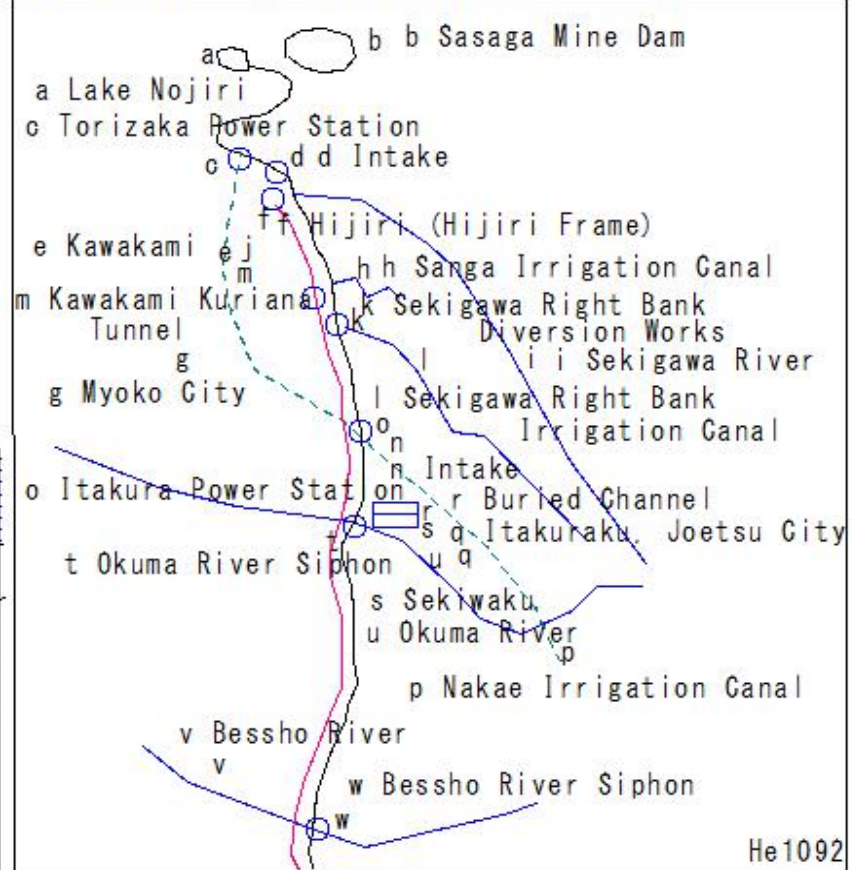 b b Sasaga Mine Dam
a
a Lake Nojiri
c Torizaka Power Station
c d d Intake
f f Hijiri (Hijiri Frame)
e Kawakami e j
m
h h Sanga Irrigation Canal
m Kawakami Kuriana
Tunnel
k k Sekigawa Right Bank
Diversion Works
g
l i i Sekigawa River
g Myoko City
l Sekigawa Right Bank
Irrigation Canal
o
n
n Intake
o Itakura Power Station
r r Buried Channel
s q Itakuraku, Joetsu City
t
u q
t Okuma River Siphon
s Sekiwaku
u Okuma River
p
p Nakae Irrigation Canal
v Bessho River
v
w Bessho River Siphon
w
He1092